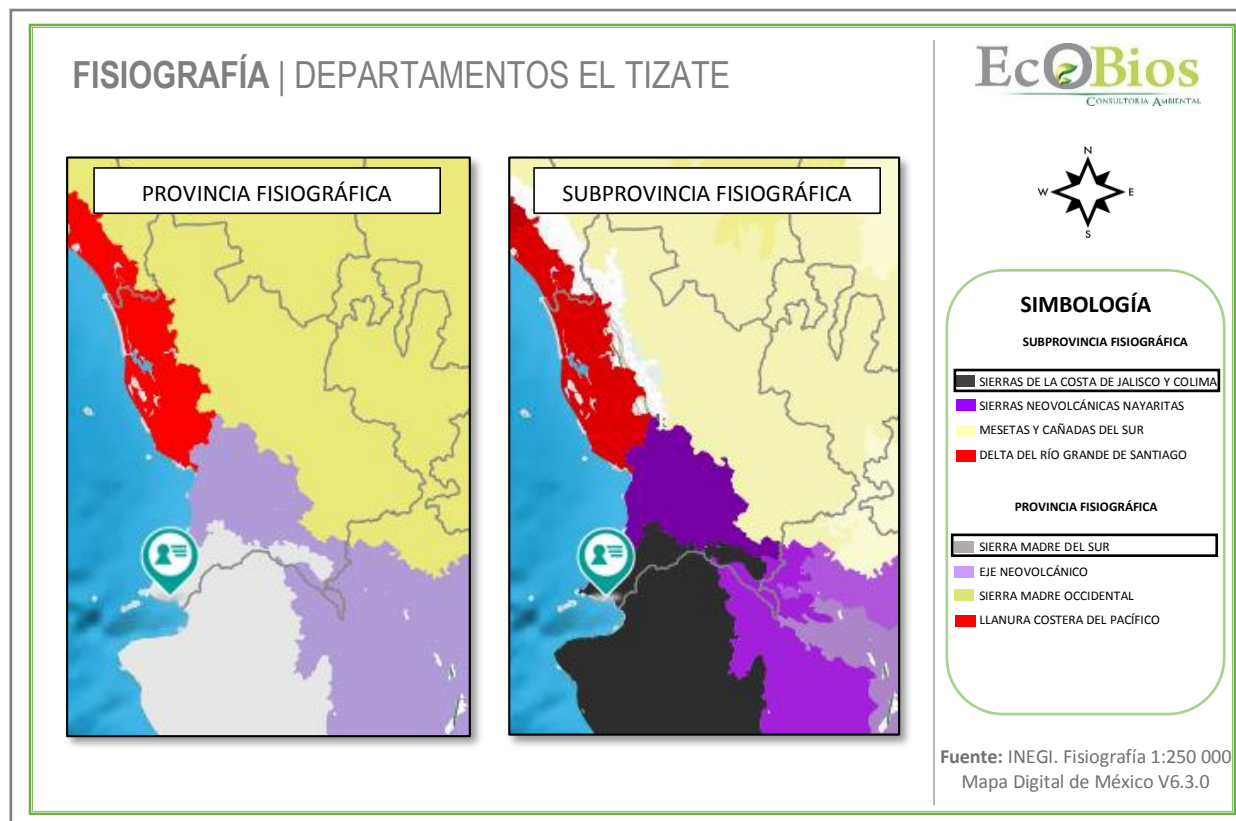 FISIOGRAFÍA | DEPARTAMENTOS EL TIZATE
PROVINCIA FISIOGRÁFICA
SUBPROVINCIA FISIOGRÁFICA
EcOBios
CONSULTORIA AMBIENTAL
N
W
E
S
SIMBOLOGÍA
SUBPROVINCIA FISIOGRÁFICA
SIERRAS DE LA COSTA DE JALISCO Y COLIMA
SIERRAS NEOVOLCÁNICAS NAYARITAS
MESETAS Y CAÑADAS DEL SUR
DELTA DEL RÍO GRANDE DE SANTIAGO
PROVINCIA FISIOGRÁFICA
SIERRA MADRE DEL SUR
EJE NEOVOLCÁNICO
SIERRA MADRE OCCIDENTAL
LLANURA COSTERA DEL PACÍFICO
Fuente: INEGI. Fisiografía 1:250 000
Mapa Digital de México V6.3.0